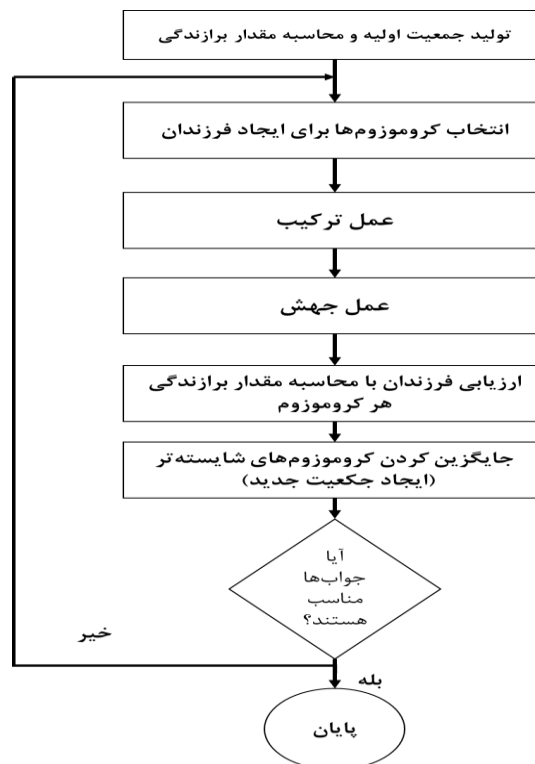 تولید جمعیت اولیه و محاسبه مقدار برازندگی
انتخاب کروموزوم‌ها برای ایجاد فرزندان
عمل ترکیب
عمل جهش
ارزیابی فرزندان با محاسبه مقدار برازندگی
هر کروموزوم
جایگزین کردن کروموزوم‌های شایسته‌تر
(ایجاد جکعیت جدید)
آیا
جواب‌ها
مناسب
هستند؟
خیر
بله
پایان